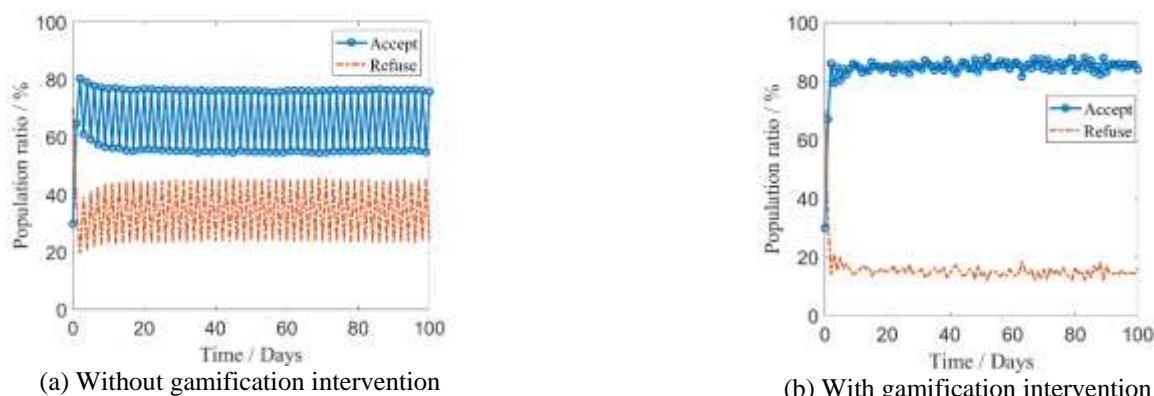 100
80
60
40
20
0
Population ratio / %
Accept
Refuse
0 20 40 60 80 100
Time / Days
(a) Without gamification intervention
100
80
60
40
20
0
Population ratio / %
Accept
Refuse
0 20 40 60 80 100
Time / Days
(b) With gamification intervention